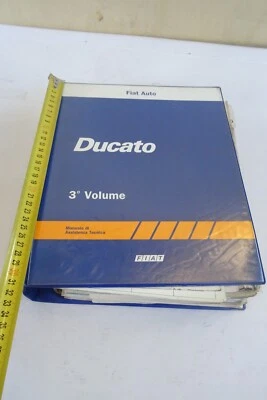 Fiat Auto
Ducato
3° Volume
Manuale di
Assistenza Tecnica
FIAT